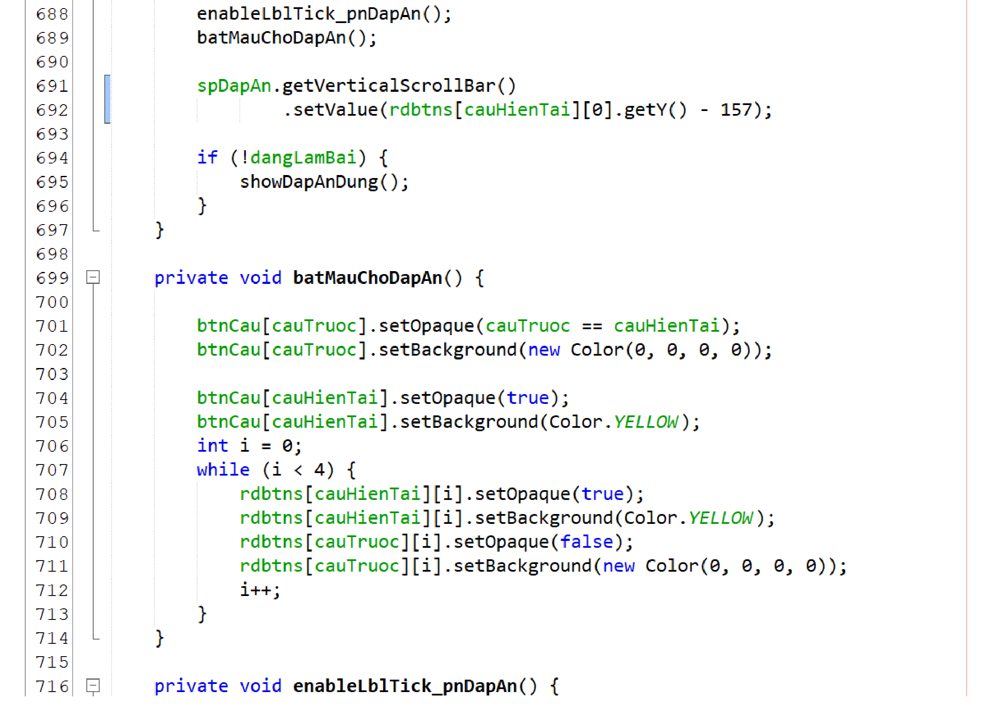 688 enableLblTick_pnDapAn();
689 batMauChoDapAn();
690
691 spDapAn.getVerticalScrollBar()
692 .setValue(rdbtns[cauHienTai][0].getY() - 157);
693
694 if (!dangLamBai) {
695 showDapAnDung();
696 }
697 }
698
699 private void batMauChoDapAn() {
700
701 btnCau[cauTruoc].setOpaque(cauTruoc == cauHienTai);
702 btnCau[cauTruoc].setBackground(new Color(0, 0, 0, 0));
703
704 btnCau[cauHienTai].setOpaque(true);
705 btnCau[cauHienTai].setBackground(Color.YELLOW);
706 int i = 0;
707 while (i < 4) {
708 rdbtns[cauHienTai][i].setOpaque(true);
709 rdbtns[cauHienTai][i].setBackground(Color.YELLOW);
710 rdbtns[cauTruoc][i].setOpaque(false);
711 rdbtns[cauTruoc][i].setBackground(new Color(0, 0, 0, 0));
712 i++;
713 }
714 }
715
716 private void enableLblTick_pnDapAn() {